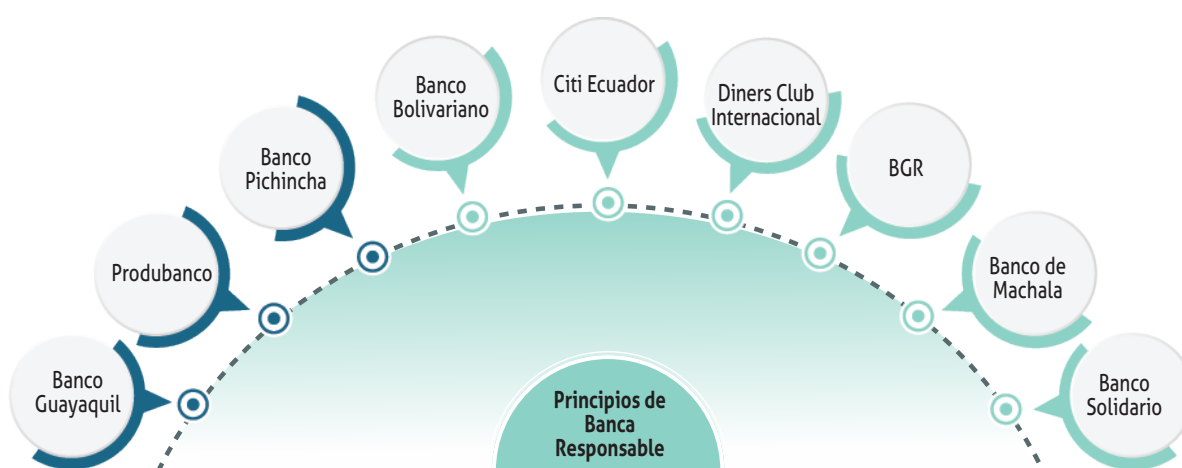 Banco
Guayaquil
Produbanco
Banco
Pichincha
Banco
Bolivariano
Citi Ecuador
Diners Club
Internacional
BGR
Banco de
Machala
Banco
Solidario
Principios de
Banca
Responsable